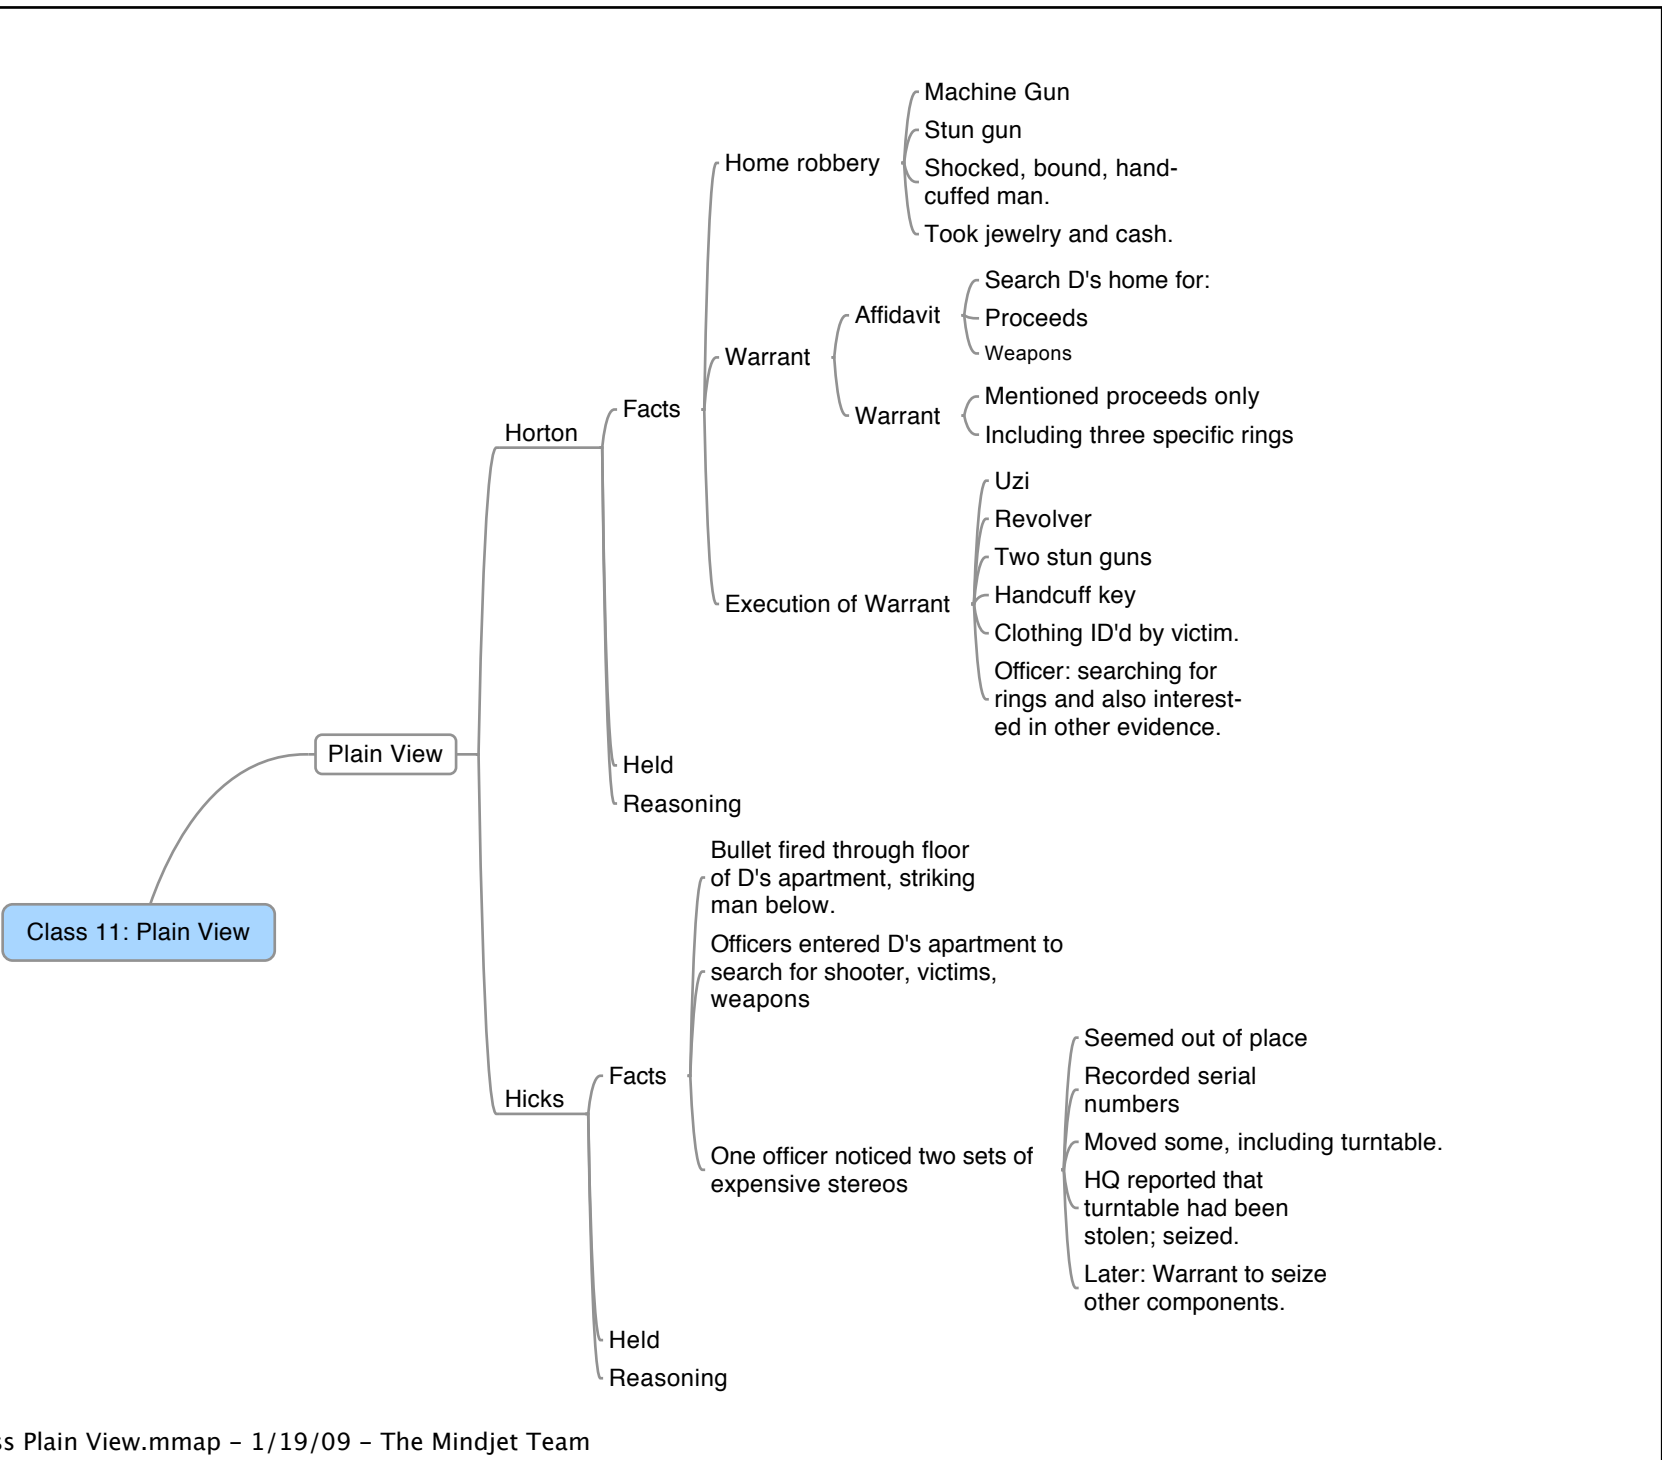 Machine Gun
Stun gun
Home robbery
Shocked, bound, hand-
cuffed man.
Took jewelry and cash.
Search D's home for:
Affidavit
Proceeds
Weapons
Warrant
Mentioned proceeds only
Warrant
Including three specific rings
Facts
Horton
Uzi
Revolver
Two stun guns
Handcuff key
Execution of Warrant
Clothing ID'd by victim.
Officer: searching for
rings and also interest-
ed in other evidence.
Plain View
Held
Reasoning
Bullet fired through floor
of D's apartment, striking
man below.
Class 11: Plain View
Officers entered D's apartment to
search for shooter, victims,
weapons
Facts
Hicks
Seemed out of place
Recorded serial
numbers
One officer noticed two sets of
expensive stereos
Moved some, including turntable.
HQ reported that
turntable had been
stolen; seized.
Later: Warrant to seize
other components.
Held
Reasoning
Plain View.mmap – 1/19/09 – The Mindjet Team